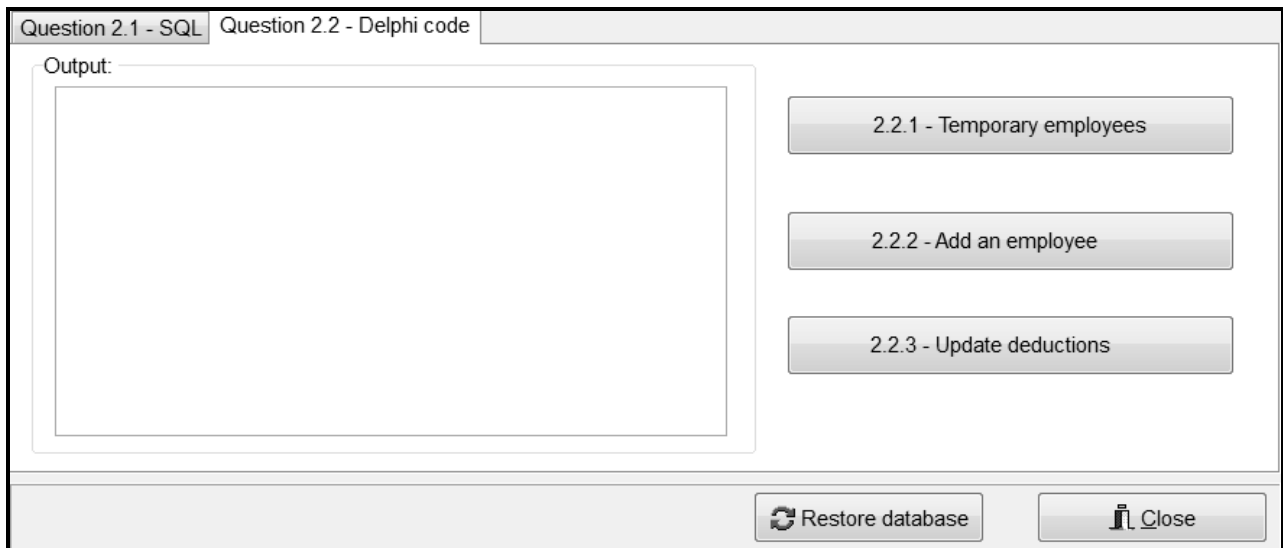 Question 2.1 - SQL
Question 2.2 - Delphi code
Output:
2.2.1 - Temporary employees
2.2.2 - Add an employee
2.2.3 - Update deductions
Restore database
Close